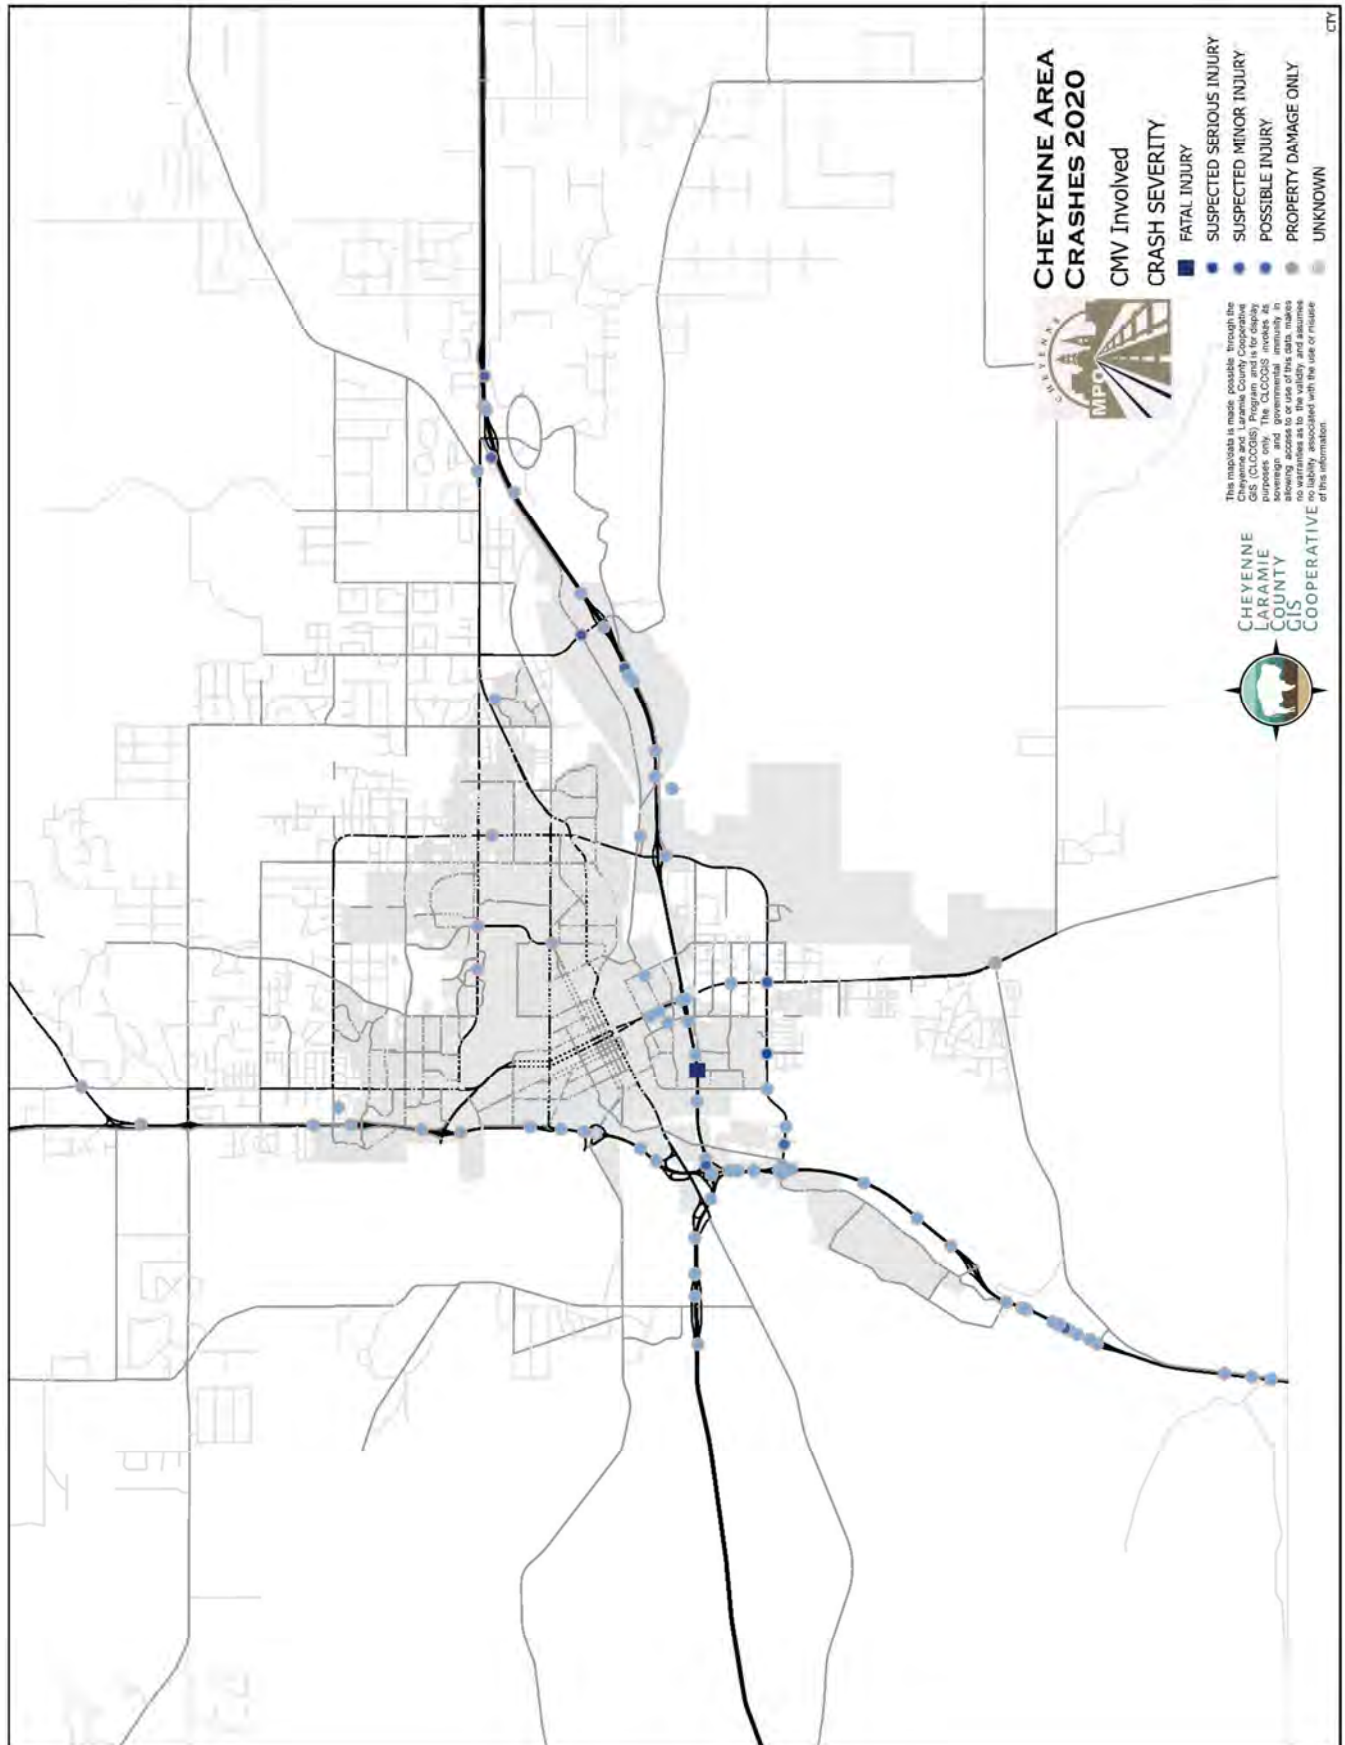 CHEYENNE AREA
CRASHES 2020
CMV Involved
CRASH SEVERITY
FATAL INJURY
SUSPECTED SERIOUS INJURY
SUSPECTED MINOR INJURY
POSSIBLE INJURY
PROPERTY DAMAGE ONLY
UNKNOWN
CHEYENNE
MPO
This map/data is made possible through the
Cheyenne and Laramie County Cooperative
GIS (CLCCGIS) Program and is for display
purposes only. The CLCCGIS invokes its
sovereign and governmental immunity in
allowing access to or use of this data, makes
no warranties as to the validity, and assumes
no liability associated with the use or misuse
of this information.
CHEYENNE
LARAMIE
COUNTY
GIS
COOPERATIVE
CTY